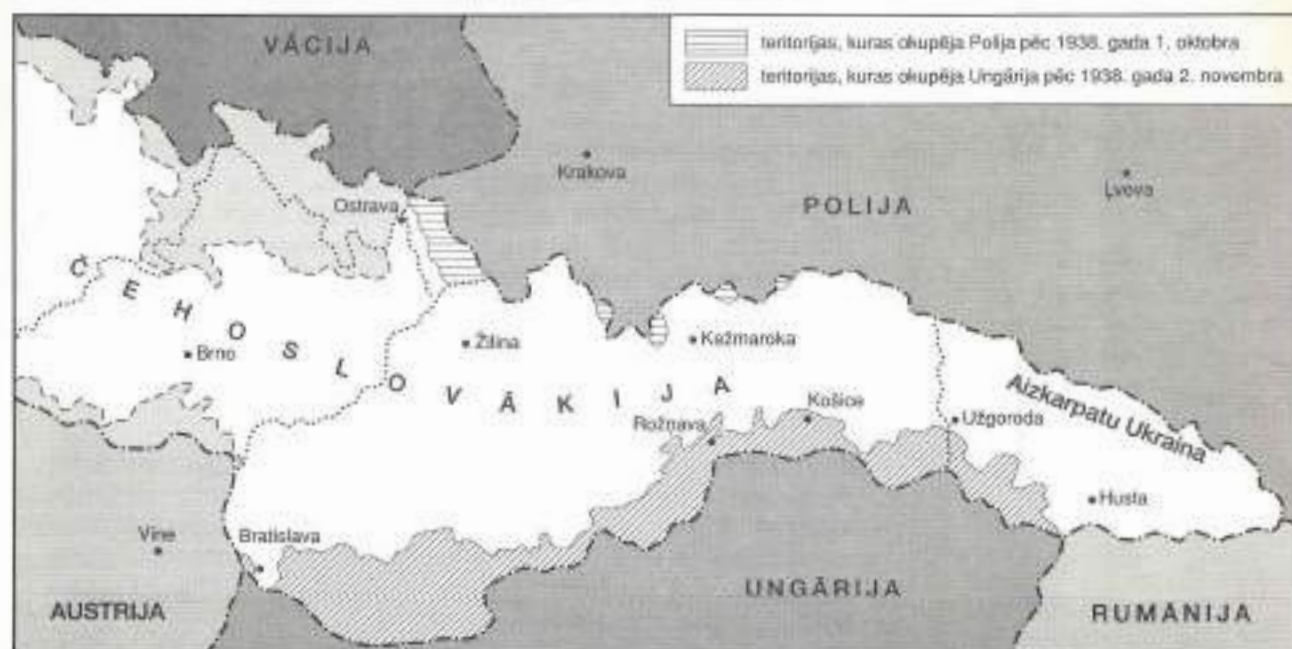 VĀCIJA
teritorijas, kuras okupēja Polija pēc 1938. gada 1. oktobra
teritorijas, kuras okupēja Ungārija pēc 1938. gada 2. novembra
Krakova
Ļvova
Ostrava
POLIJA
ČEHOSLOVĀKIJA
Brno
Žilina
Kežmaroka
Košice
Rožņava
Užgoroda
Aizkarpatu Ukraina
Husta
Vīne
Bratislava
AUSTRIJA
UNGĀRIJA
RUMĀNIJA